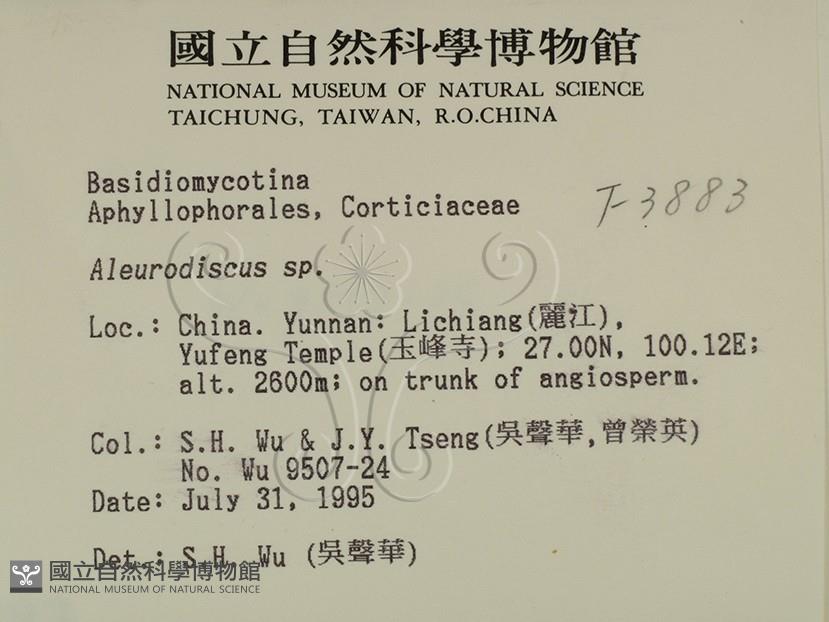 國立自然科學博物館
NATIONAL MUSEUM OF NATURAL SCIENCE
TAICHUNG, TAIWAN, R.O.CHINA
Basidiomycotina
Aphyllophorales, Corticiaceae
T-3883
Aleurodiscus sp.
Loc.: China. Yunnan: Lichiang(麗江),
Yufeng Temple(玉峰寺); 27.00N, 100.12E;
alt. 2600m; on trunk of angiosperm.
Col.: S.H. Wu & J.Y. Tseng(吳聲華,曾榮英)
No. Wu 9507-24
Date: July 31, 1995
Det.: S.H. Wu (吳聲華)
國立自然科學博物館
NATIONAL MUSEUM OF NATURAL SCIENCE